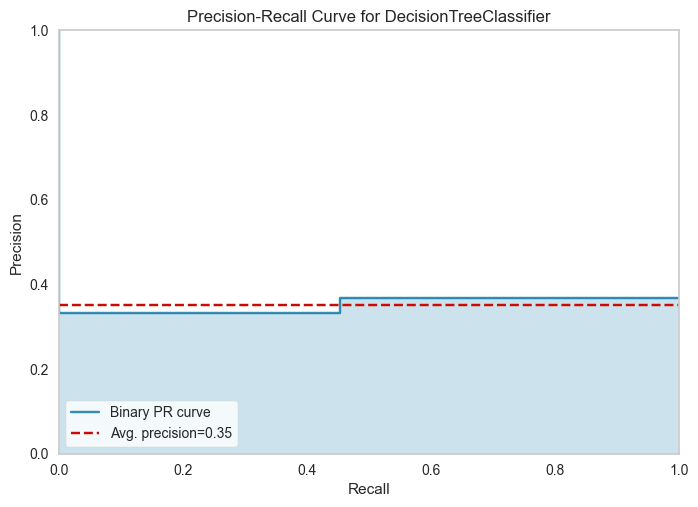 Precision-Recall Curve for DecisionTreeClassifier
1.0
0.8
0.6
0.4
0.2
0.0
Precision
Binary PR curve
Avg. precision=0.35
0.0 0.2 0.4 0.6 0.8 1.0
Recall